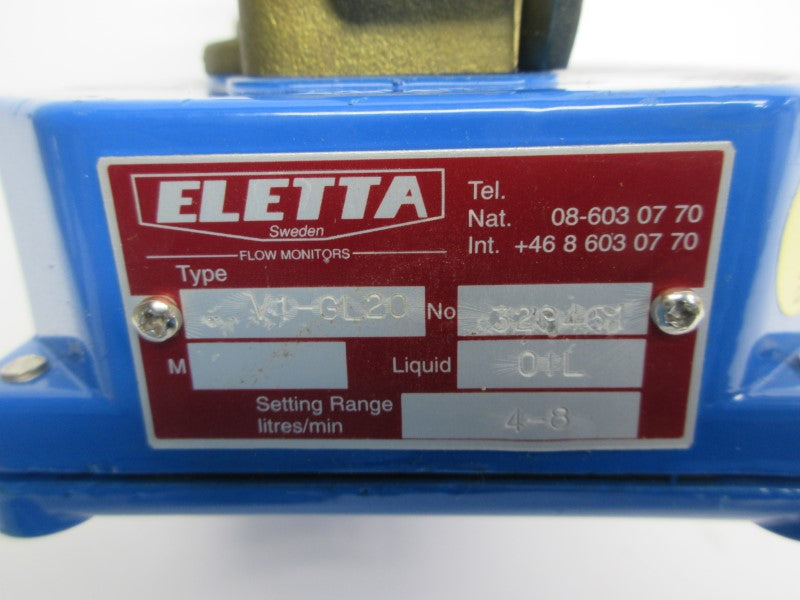 ELETTA
Sweden
FLOW MONITORS
Tel.
Nat. 08-603 07 70
Int. +46 8 603 07 70
Type V1-GL20 No 320461
M Liquid OIL
Setting Range
litres/min 4-8